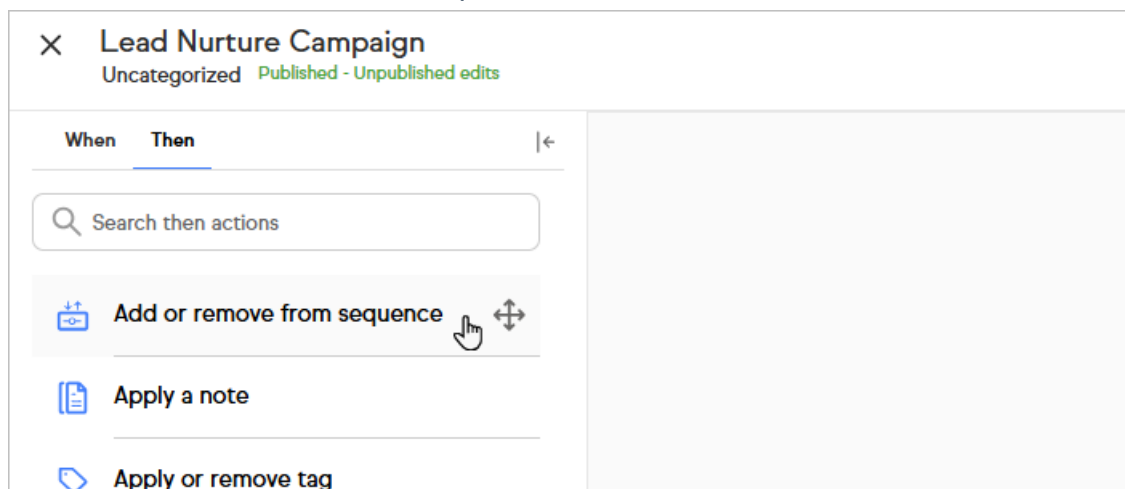 Lead Nurture Campaign
Uncategorized Published - Unpublished edits
When Then
Search then actions
Add or remove from sequence
Apply a note
Apply or remove tag